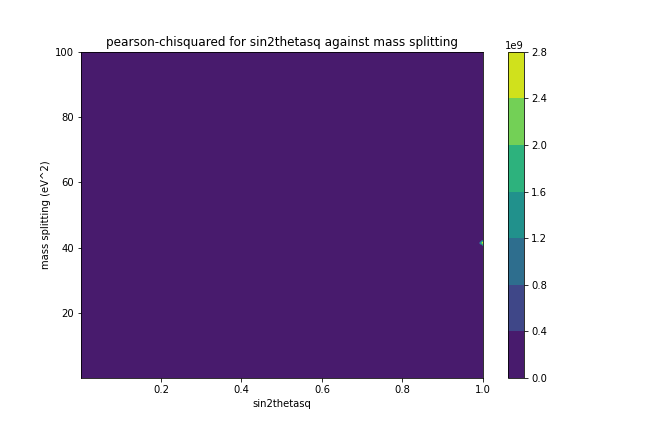 pearson-chisquared for sin2thetasq against mass splitting
1e9
100
80
60
40
20
mass splitting (eV^2)
0.2 0.4 0.6 0.8 1.0
sin2thetasq
2.8
2.4
2.0
1.6
1.2
0.8
0.4
0.0